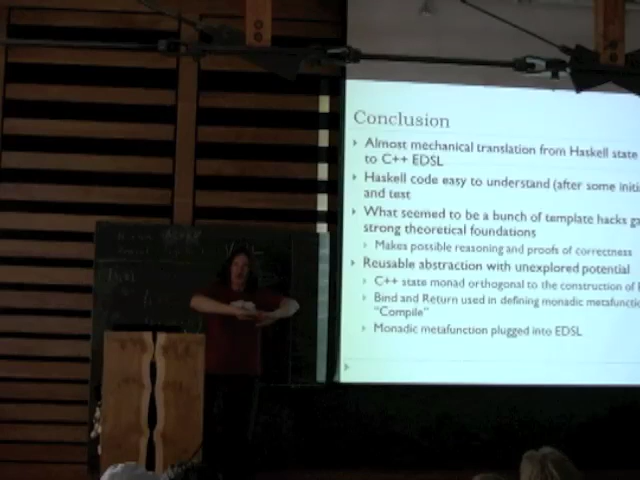 Conclusion
Almost mechanical translation from Haskell state
to C++ EDSL
Haskell code easy to understand (after some initi
and test
What seemed to be a bunch of template hacks ga
strong theoretical foundations
Makes possible reasoning and proofs of correctness
Reusable abstraction with unexplored potential
C++ state monad orthogonal to the construction of
Bind and Return used in defining monadic metafuncti
"Compile"
Monadic metafunction plugged into EDSL